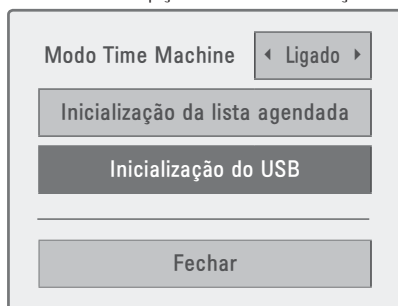 Modo Time Machine Ligado
Inicialização da lista agendada
Inicialização do USB
Fechar